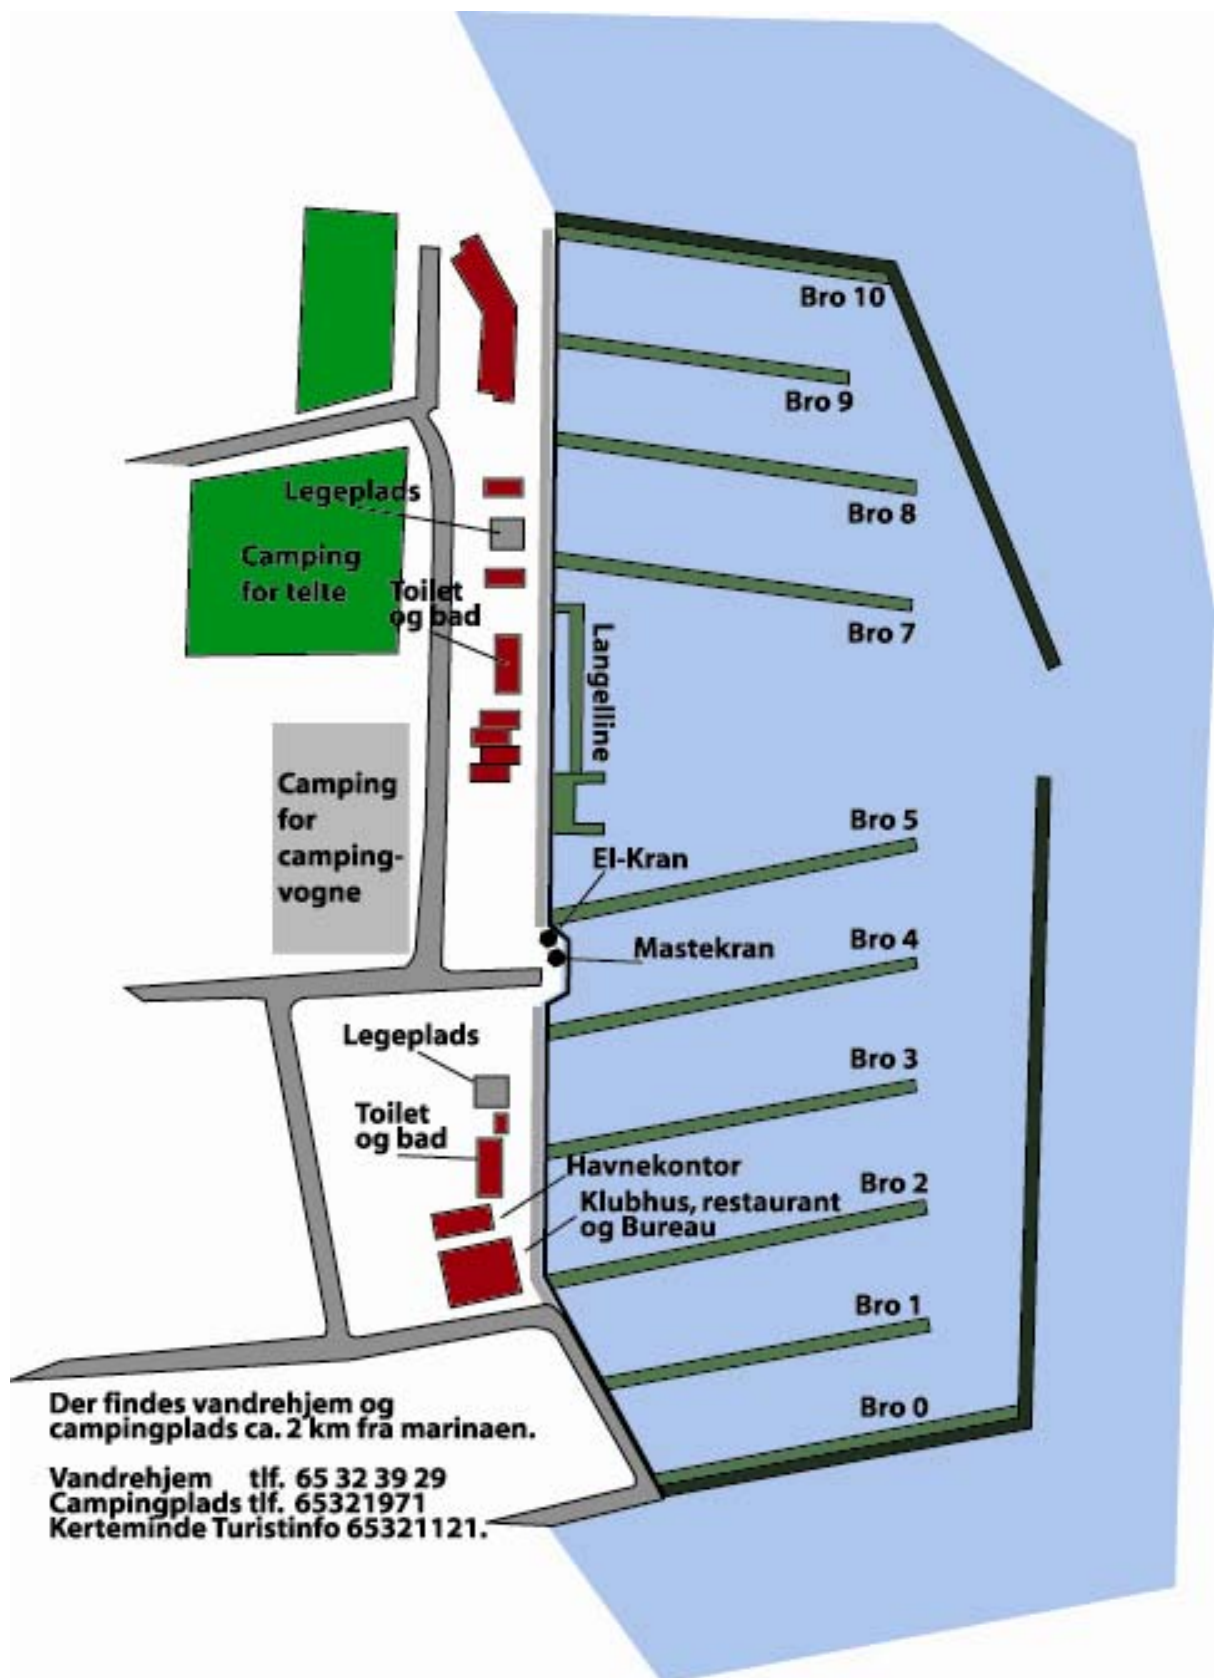 Bro 10
Bro 9
Legeplads
Bro 8
Camping
for telte
Toilet
og bad
Bro 7
Langelline
Camping
for
camping-
vogne
Bro 5
El-Kran
Bro 4
Mastekran
Legeplads
Bro 3
Toilet
og bad
Havnekontor
Bro 2
Klubhus, restaurant
og Bureau
Bro 1
Bro 0
Der findes vandrehjem og
campingplads ca. 2 km fra marinaen.
Vandrehjem tlf. 65 32 39 29
Campingplads tlf. 65321971
Kerteminde Turistinfo 65321121.